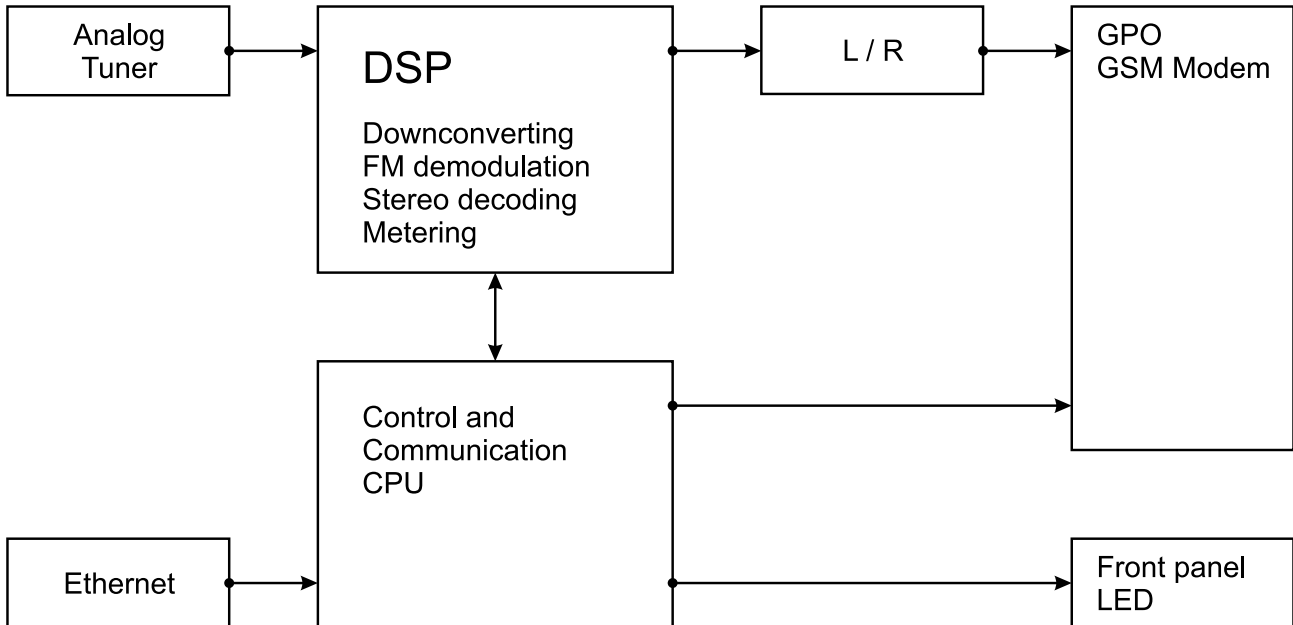 Analog
Tuner
DSP
Downconverting
FM demodulation
Stereo decoding
Metering
L / R
GPO
GSM Modem
Control and
Communication
CPU
Ethernet
Front panel
LED